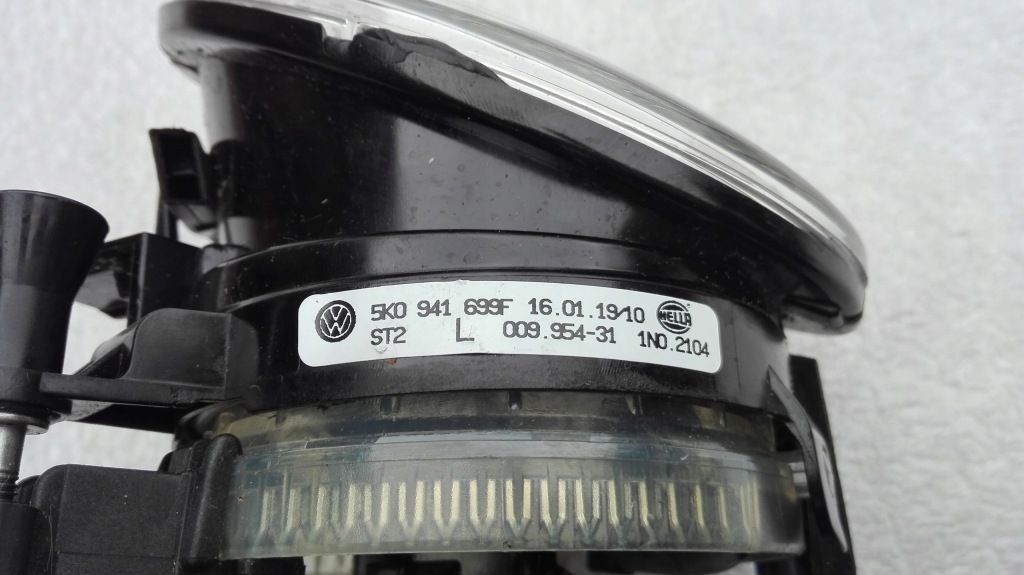 5K0 941 699F 16.01.19/10 HELLA
ST2 L 009.954-31 1N0.2104